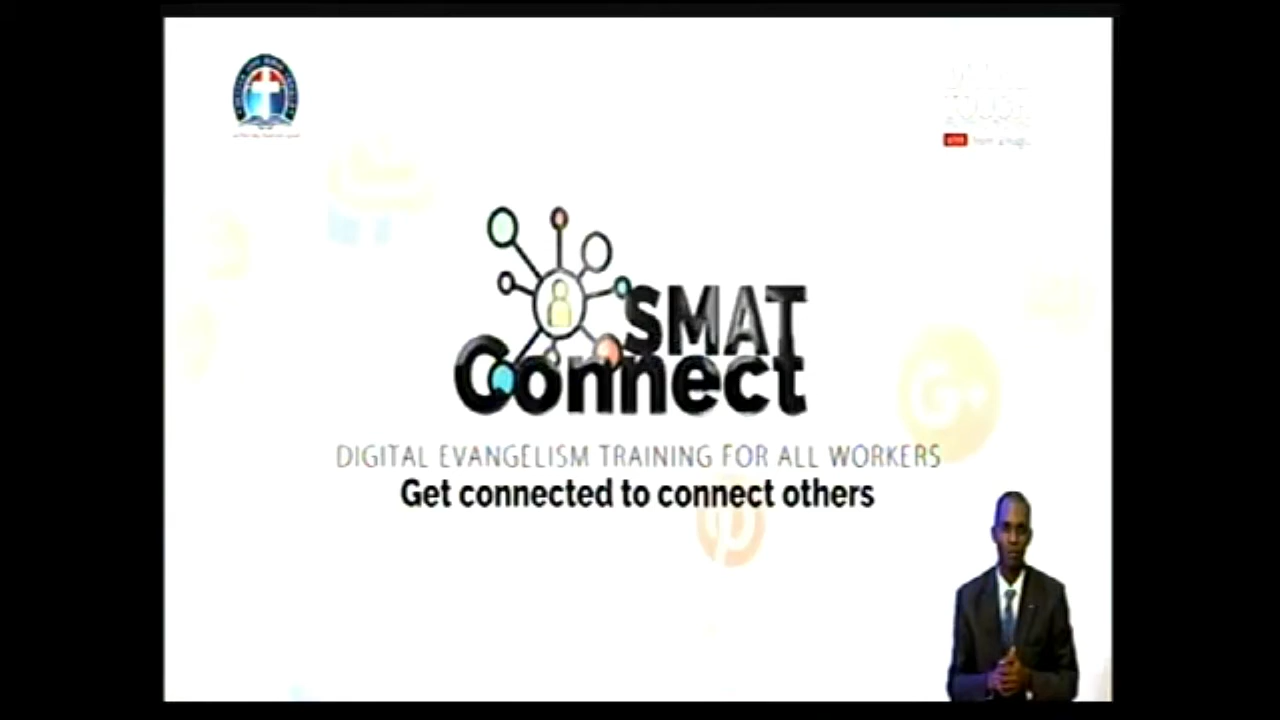 SMAT
Connect
DIGITAL EVANGELISM TRAINING FOR ALL WORKERS
Get connected to connect others